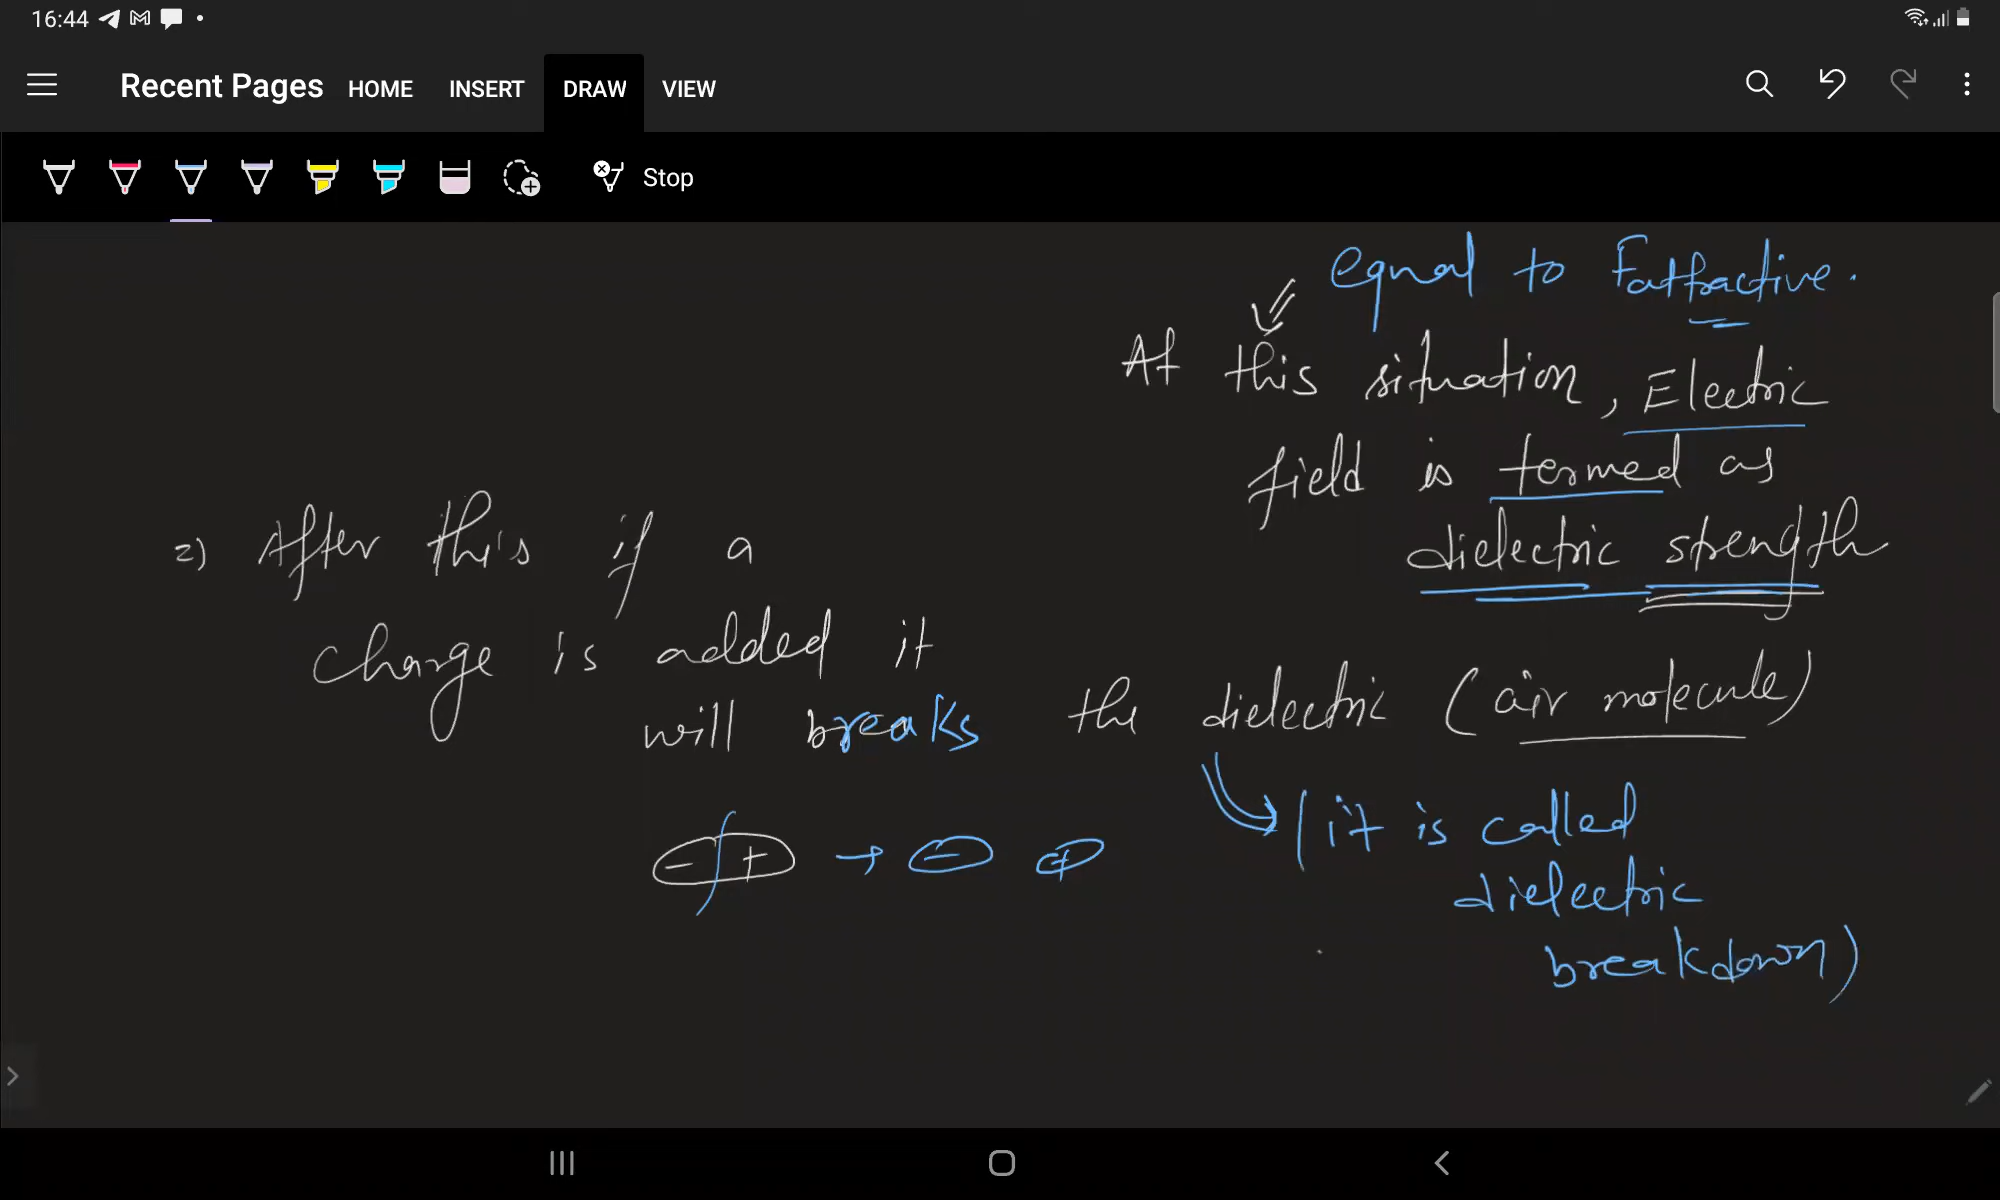 16:44
Recent Pages HOME INSERT DRAW VIEW
Stop
equal to Fattractive.
At this situation, Electric
field is termed as
dielectric strength
2) After this if a
charge is added it
will breaks the dielectric (air molecule)
- + → - +
(it is called
dielectric
breakdown)